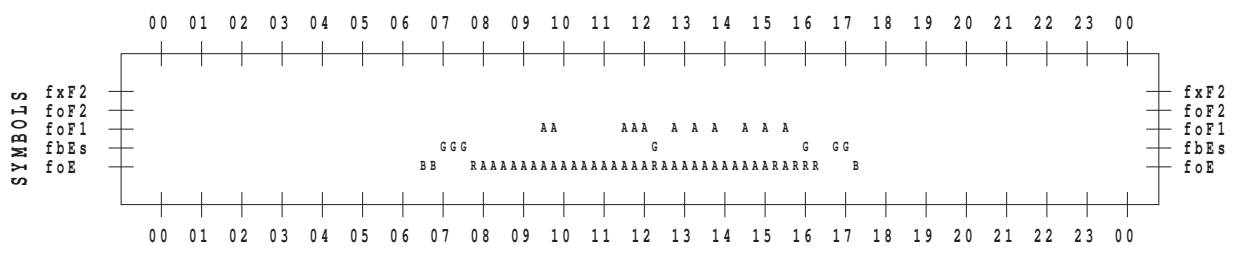 00 01 02 03 04 05 06 07 08 09 10 11 12 13 14 15 16 17 18 19 20 21 22 23 00
SYMBOLS
fxF2 fxF2
foF2 foF2
foF1 AA AAA A A A A A A foF1
fbEs GGG G G GG fbEs
foE BB RAAAAAAAAAAAAAAAAARAAAAAAAAAAARARRR B foE
00 01 02 03 04 05 06 07 08 09 10 11 12 13 14 15 16 17 18 19 20 21 22 23 00